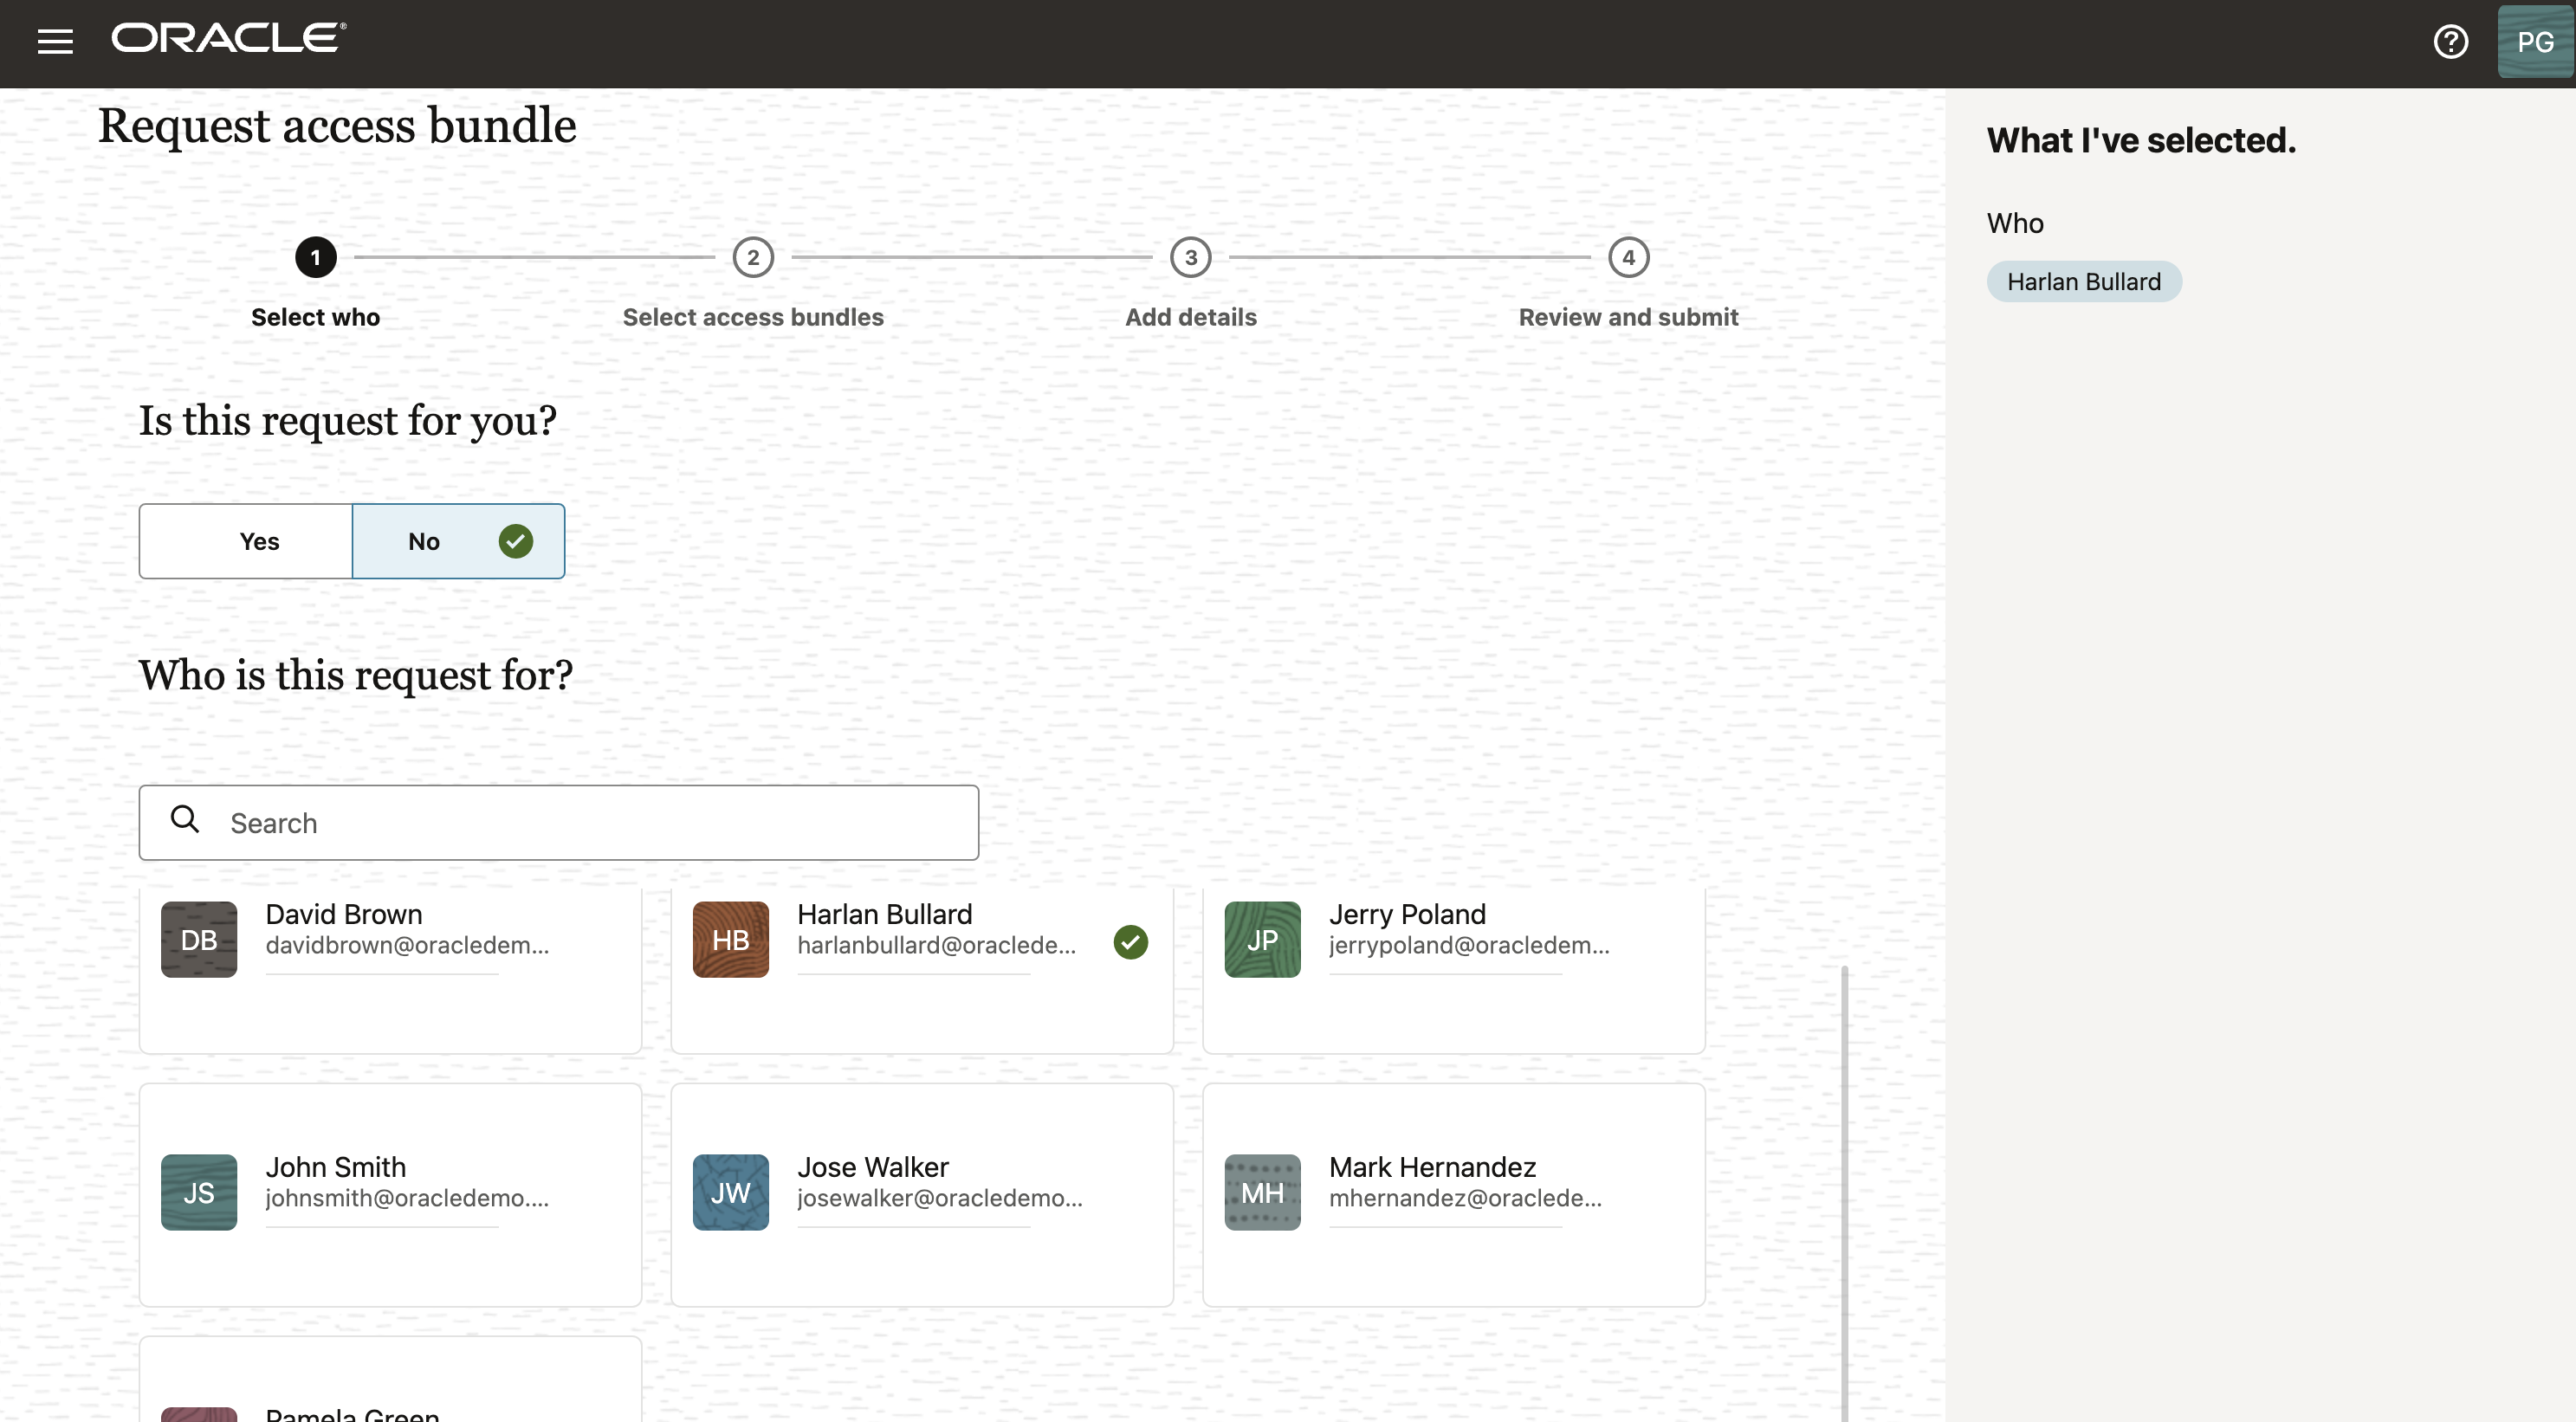 ORACLE®
PG
Request access bundle
What I've selected.
Who
Harlan Bullard
1
2
3
4
Select who
Select access bundles
Add details
Review and submit
Is this request for you?
Yes
No
Who is this request for?
Search
DB
David Brown
davidbrown@oracledem...
HB
Harlan Bullard
harlanbullard@oraclede...
JP
Jerry Poland
jerrypoland@oracledem...
JS
John Smith
johnsmith@oracledemo....
JW
Jose Walker
josewalker@oracledemo...
MH
Mark Hernandez
mhernandez@oraclede...
Pamela Green